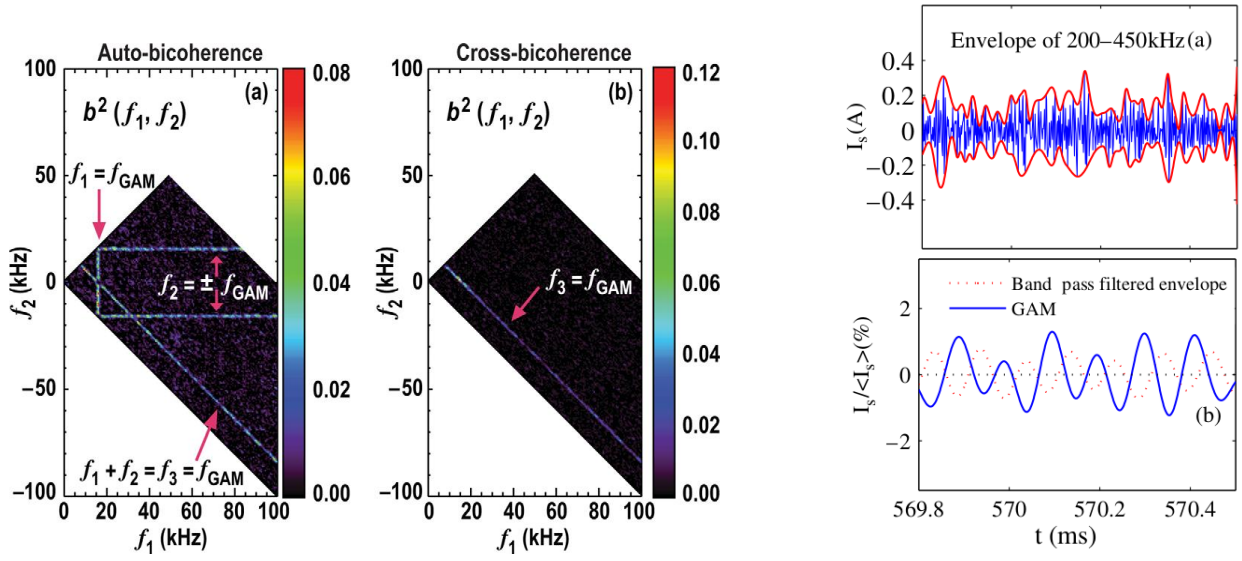 Auto-bicoherence
100
50
0
−50
−100
f₂ (kHz)
(a)
b² (f₁, f₂)
f₁ = f_GAM
f₂ = ± f_GAM
f₁ + f₂ = f₃ = f_GAM
0 20 40 60 80 100
f₁ (kHz)
0.08
0.06
0.04
0.02
0.00
Cross-bicoherence
100
50
0
−50
−100
f₂ (kHz)
(b)
b² (f₁, f₂)
f₃ = f_GAM
0 20 40 60 80 100
f₁ (kHz)
0.12
0.10
0.08
0.06
0.04
0.02
0.00
Envelope of 200–450kHz (a)
0.4
0.2
0
−0.2
−0.4
I_s (A)
Band pass filtered envelope
GAM
2
0
−2
I_s/<I_s>(%)
(b)
569.8 570 570.2 570.4
t (ms)